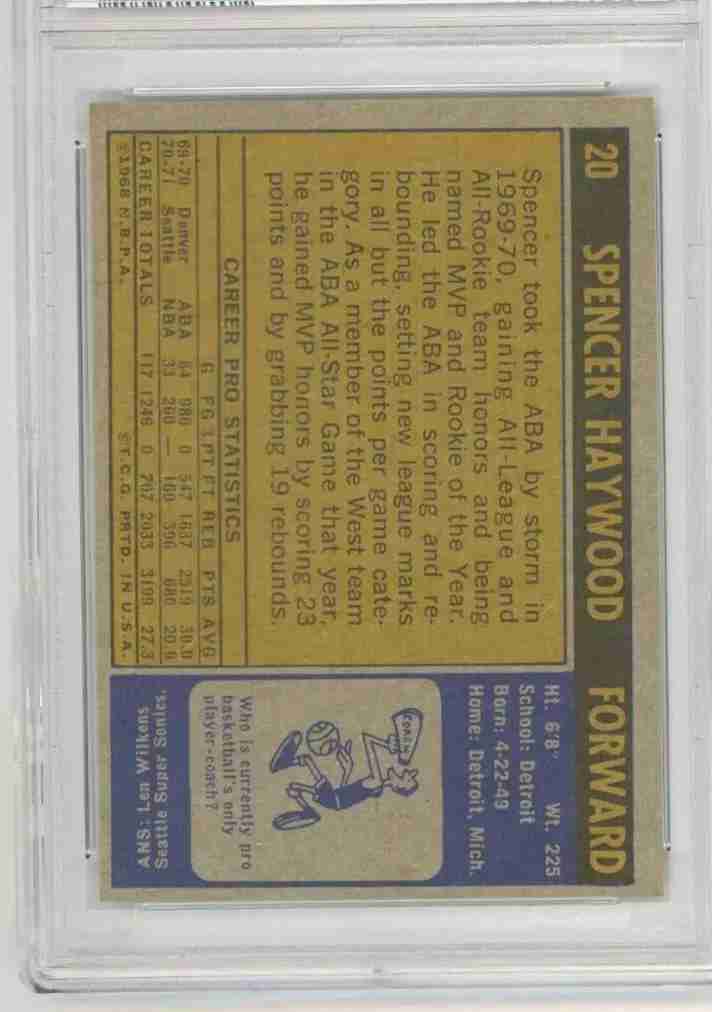 20 SPENCER HAYWOOD FORWARD
Spencer took the ABA by storm in
1969-70, gaining All-League and
All-Rookie team honors and being
named MVP and Rookie of the Year.
He led the ABA in scoring and re-
bounding, setting new league marks
in all but the points per game cate-
gory. As a member of the West team
in the ABA All-Star Game that year,
he gained MVP honors by scoring 23
points and by grabbing 19 rebounds.
CAREER PRO STATISTICS
G FG 3PT FT REB PTS AVG
69-70 Denver ABA 84 986 0 547 1637 2519 30.0
70-71 Seattle NBA 33 260 — 160 396 680 20.6
CAREER TOTALS 117 1246 0 707 2033 3199 27.3
©1968 N.B.P.A. ©T.C.G. PRTD. IN U.S.A.
Ht. 6'8" Wt. 225
School: Detroit
Born: 4-22-49
Home: Detroit, Mich.
COACH
Who is currently pro
basketball's only
player-coach?
ANS: Len Wilkens
Seattle Super Sonics.